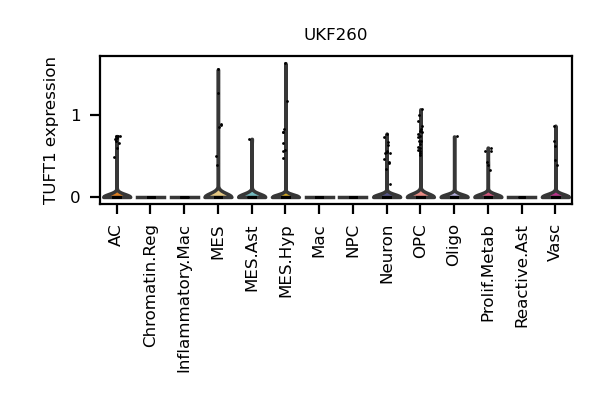 UKF260
TUFT1 expression
1
0
AC
Chromatin.Reg
Inflammatory.Mac
MES
MES.Ast
MES.Hyp
Mac
NPC
Neuron
OPC
Oligo
Prolif.Metab
Reactive.Ast
Vasc